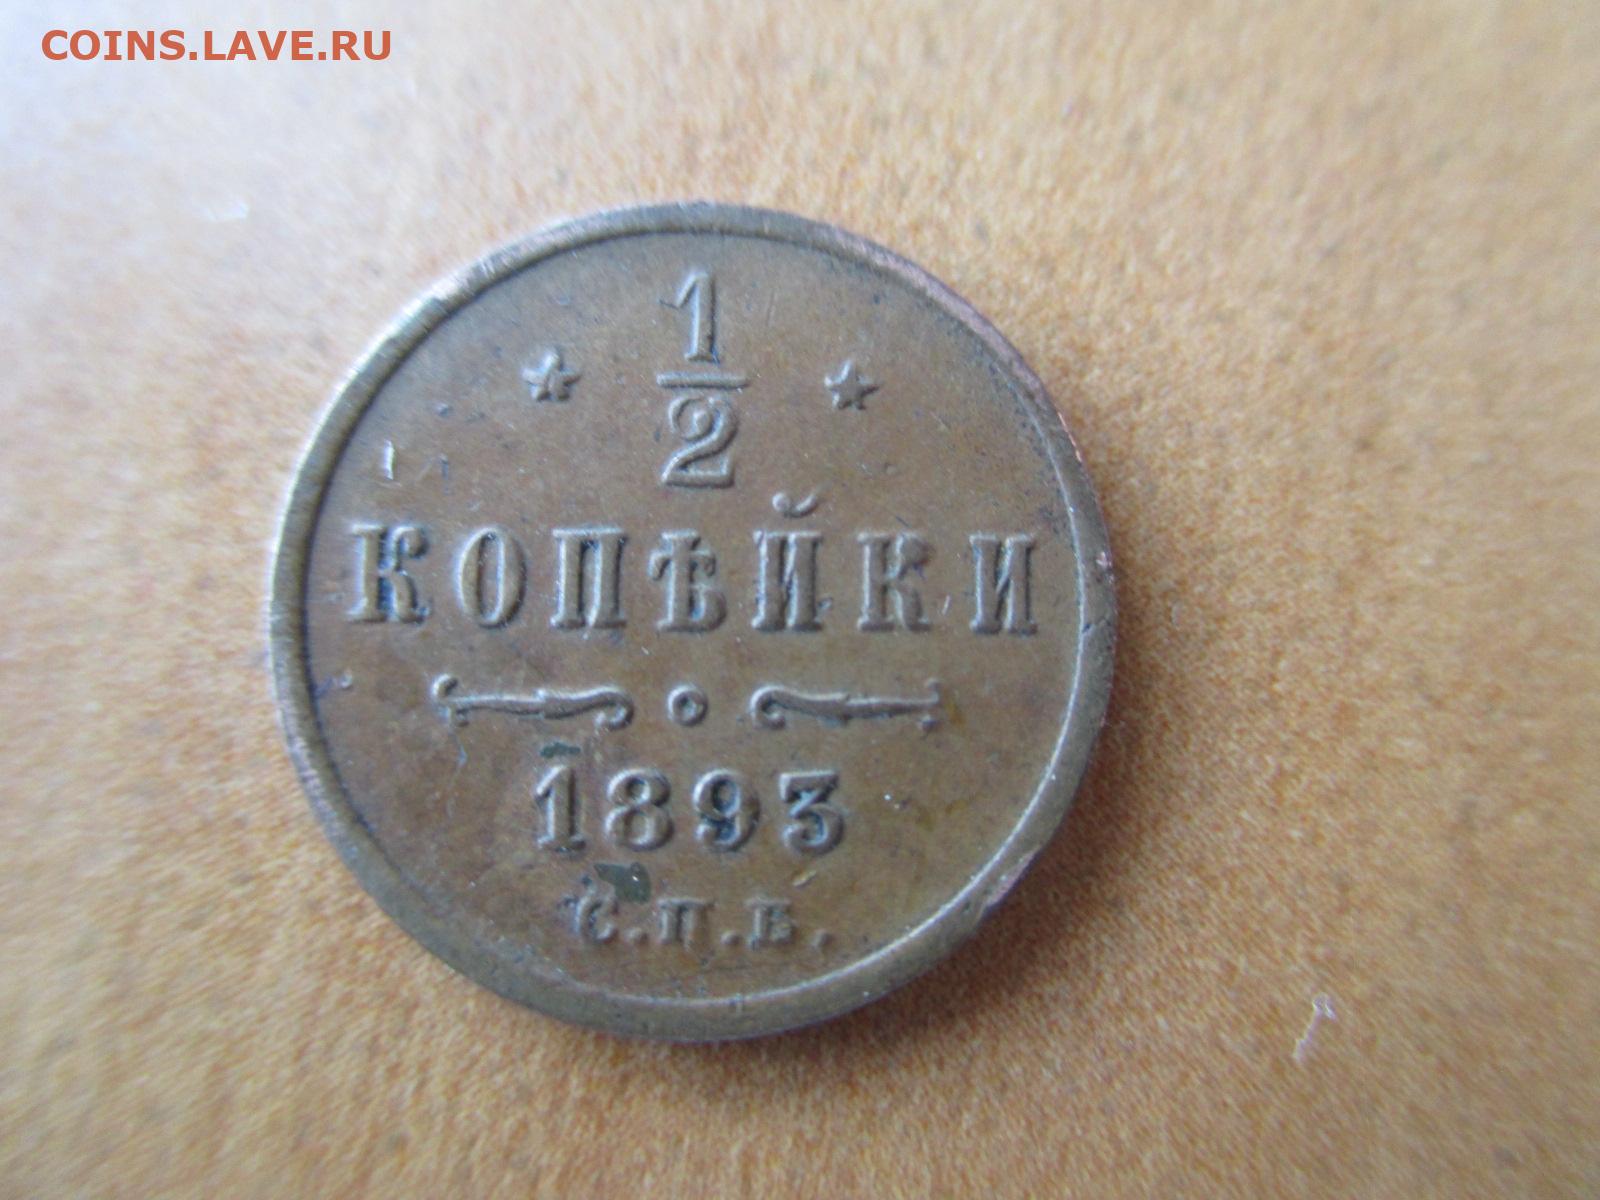 COINS.LAVE.RU
1/2
КОПѢЙКИ
1893
С.П.Б.